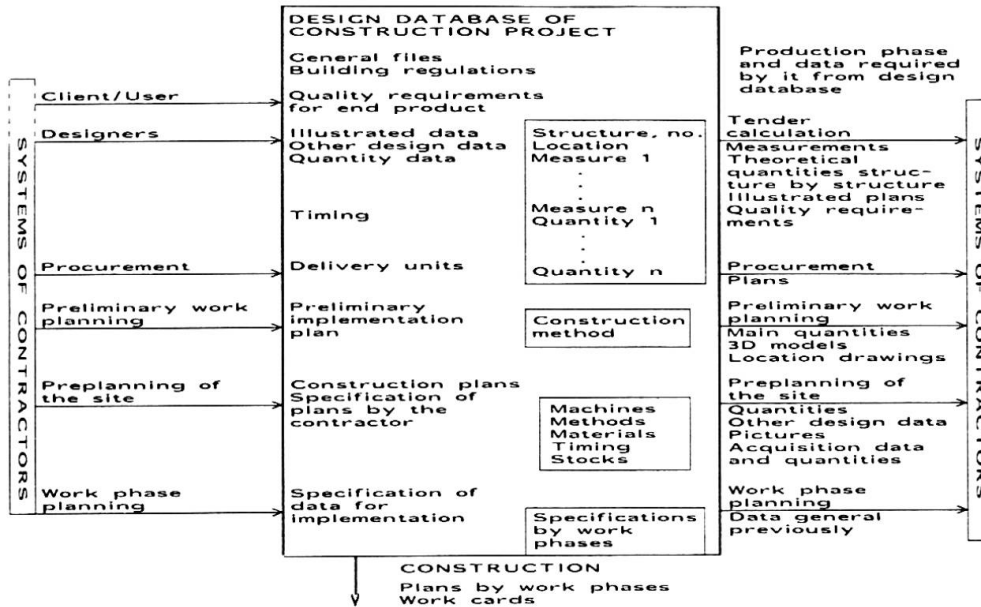 DESIGN DATABASE OF
CONSTRUCTION PROJECT
General files
Building regulations
Quality requirements
for end product
Illustrated data
Other design data
Quantity data
Timing
Delivery units
Preliminary
implementation
plan
Construction plans
Specification of
plans by the
contractor
Specification of
data for
implementation
SYSTEMS OF CONTRACTORS
Client/User
Designers
Procurement
Preliminary work
planning
Preplanning of
the site
Work phase
planning
Structure, no.
Location
Measure 1
.
.
.
Measure n
Quantity 1
.
.
.
Quantity n
Construction
method
Machines
Methods
Materials
Timing
Stocks
Specifications
by work
phases
Production phase
and data required
by it from design
database
Tender
calculation
Measurements
Theoretical
quantities struc-
ture by structure
Illustrated plans
Quality require-
ments
Procurement
Plans
Preliminary work
planning
Main quantities
3D models
Location drawings
Preplanning of
the site
Quantities
Other design data
Pictures
Acquisition data
and quantities
Work phase
planning
Data general
previously
SYSTEMS OF CONTRACTORS
CONSTRUCTION
Plans by work phases
Work cards